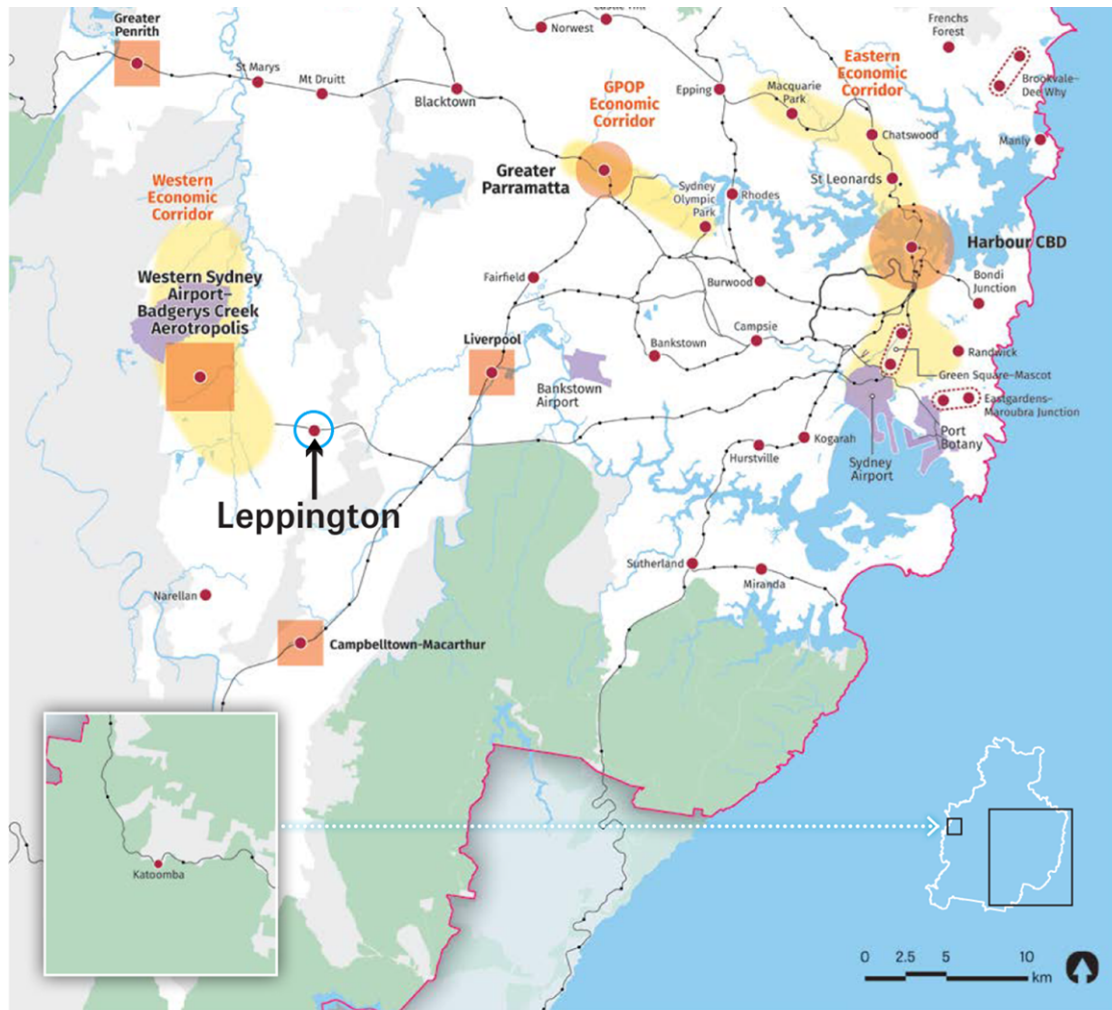 Greater
Penrith
St Marys
Mt Druitt
Blacktown
Norwest
Castle Hill
Epping
Macquarie
Park
Eastern
Economic
Corridor
Frenchs
Forest
Brookvale-
Dee Why
Manly
Chatswood
St Leonards
GPOP
Economic
Corridor
Greater
Parramatta
Sydney
Olympic
Park
Rhodes
Harbour CBD
Bondi
Junction
Western
Economic
Corridor
Western Sydney
Airport–
Badgerys Creek
Aerotropolis
Fairfield
Burwood
Liverpool
Bankstown
Airport
Bankstown
Campsie
Randwick
Green Square–Mascot
Eastgardens–
Maroubra Junction
Port
Botany
Sydney
Airport
Kogarah
Hurstville
Leppington
Sutherland
Miranda
Narellan
Campbelltown-Macarthur
Katoomba
0 2.5 5 10
km